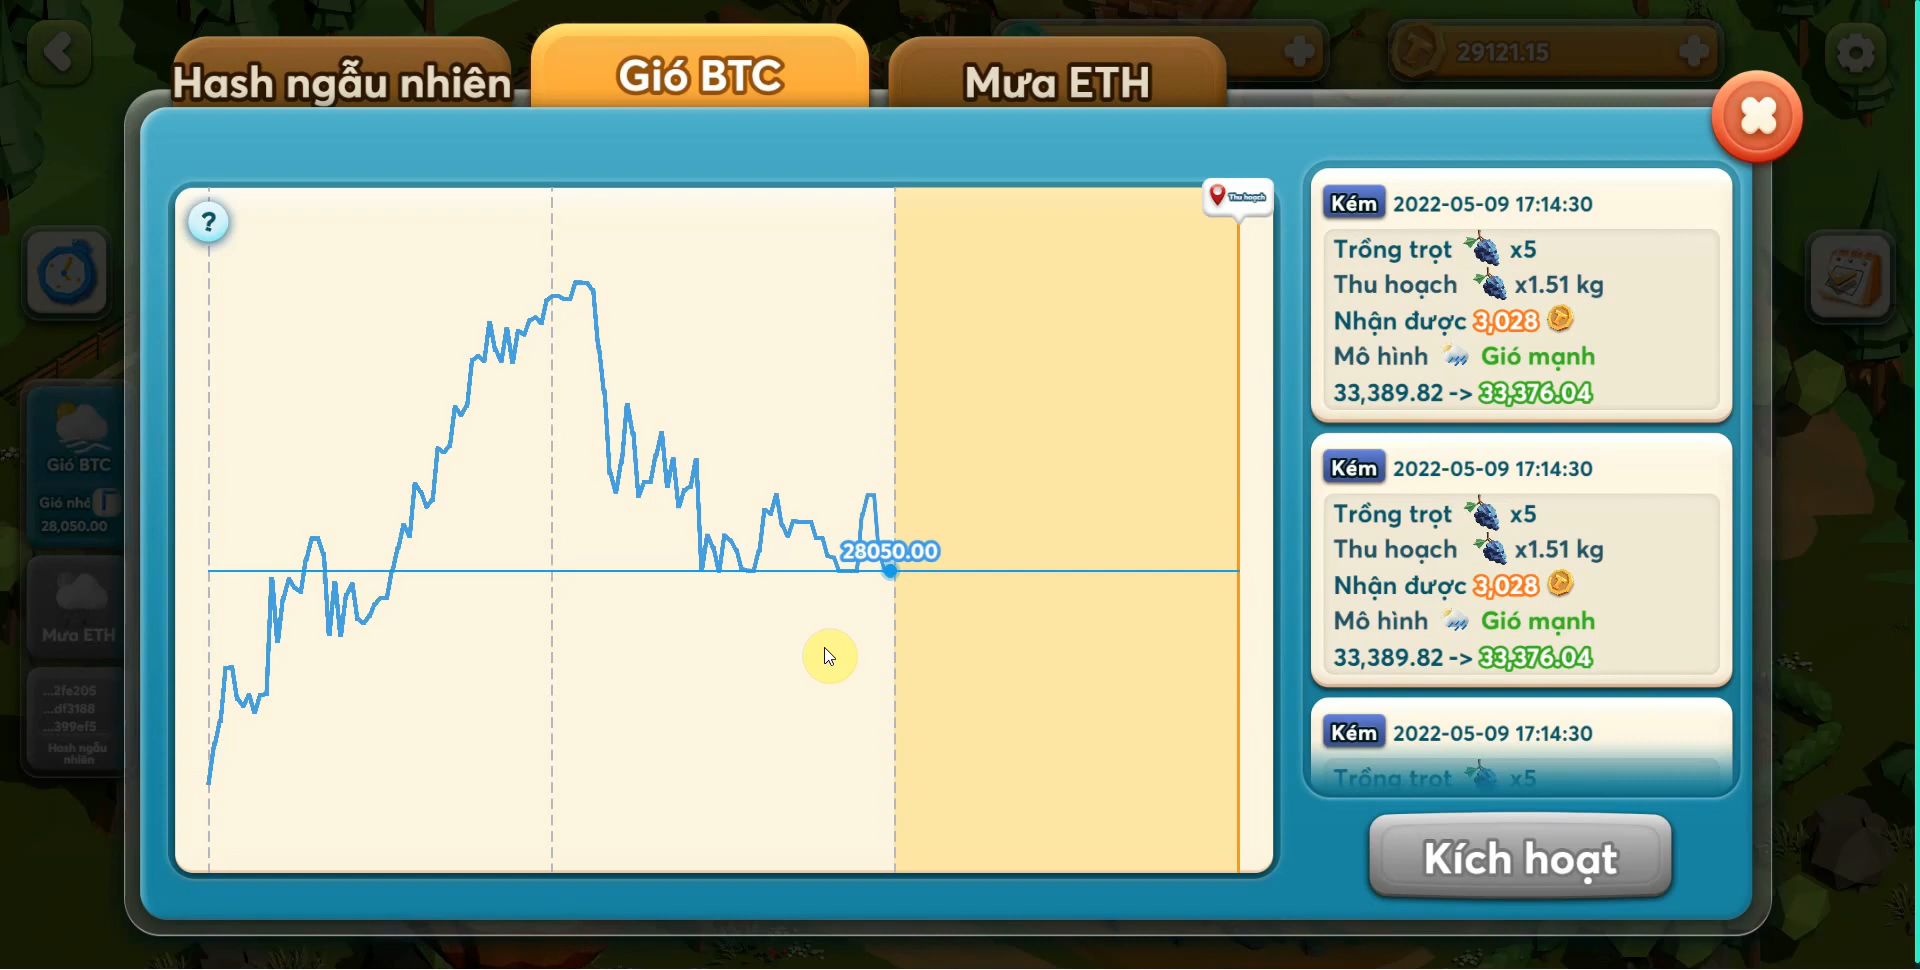 Hash ngẫu nhiên
Gió BTC
Mưa ETH
29121.15
?
Thu hoạch
28050.00
Kém 2022-05-09 17:14:30
Trồng trọt x5
Thu hoạch x1.51 kg
Nhận được 3,028
Mô hình Gió mạnh
33,389.82 -> 33,376.04
Kém 2022-05-09 17:14:30
Trồng trọt x5
Thu hoạch x1.51 kg
Nhận được 3,028
Mô hình Gió mạnh
33,389.82 -> 33,376.04
Kém 2022-05-09 17:14:30
Trồng trọt x5
Kích hoạt
Gió BTC
Gió nhẹ
28,050.00
Mưa ETH
...2fe205
...df3188
...399ef5
Hash ngẫu
nhiên